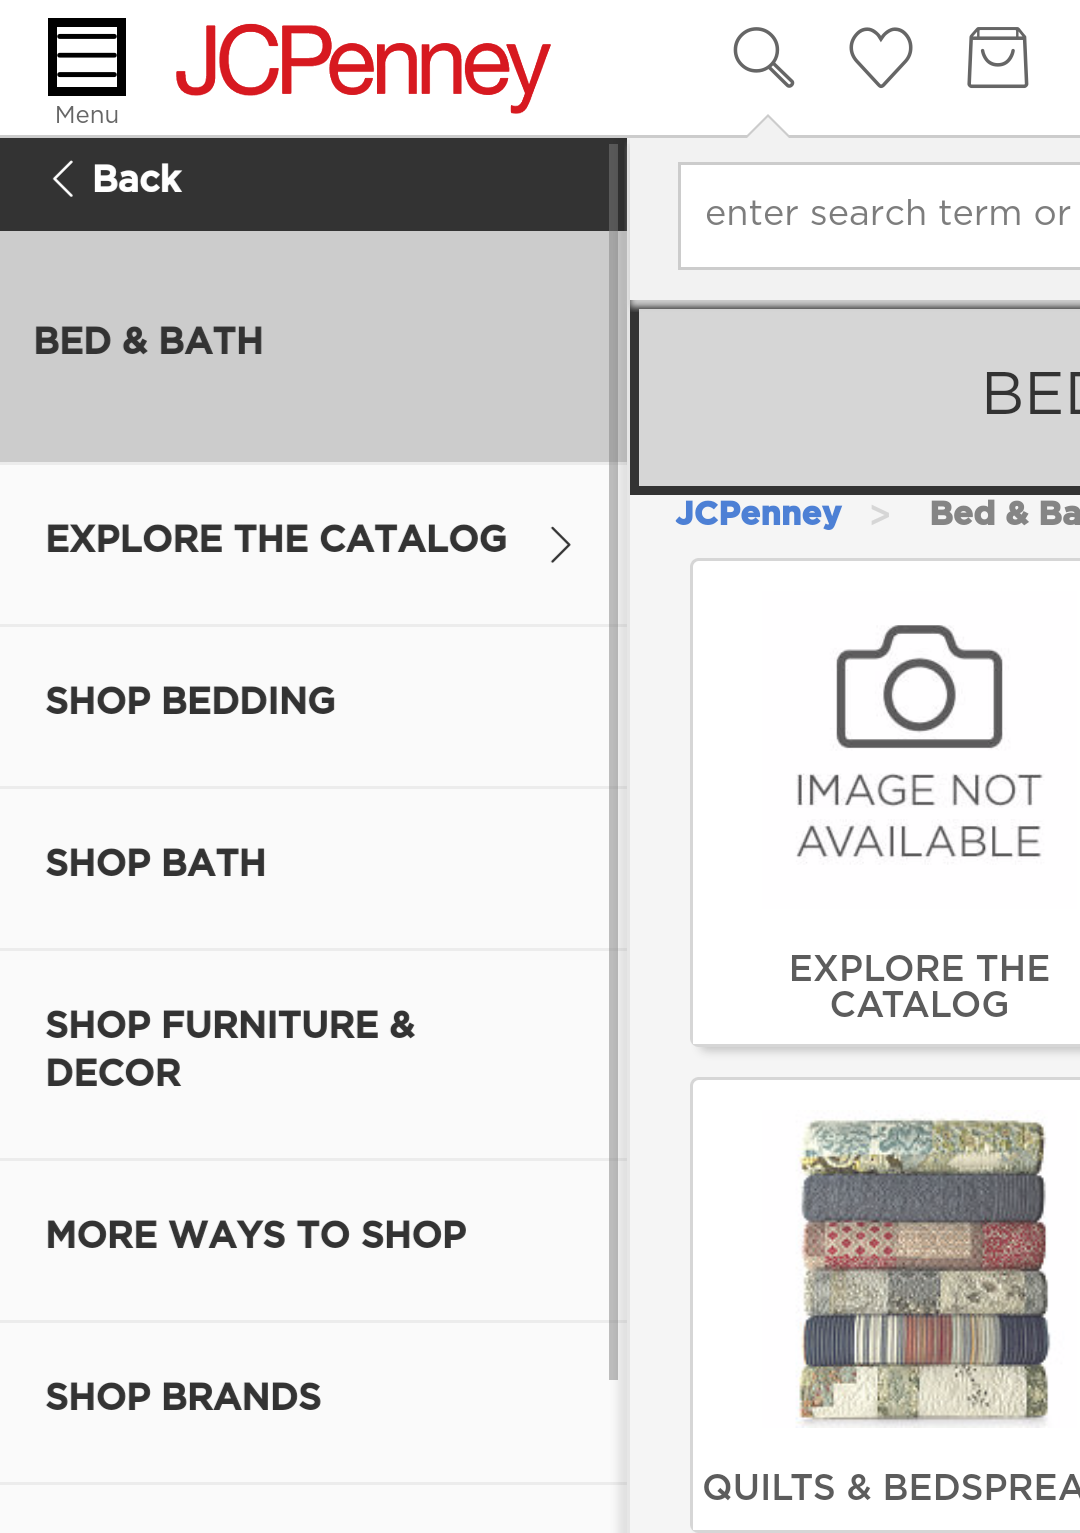 JCPenney
Menu
Back
enter search term or
BED & BATH
BED
JCPenney > Bed & Ba
EXPLORE THE CATALOG
SHOP BEDDING
SHOP BATH
SHOP FURNITURE &
DECOR
MORE WAYS TO SHOP
SHOP BRANDS
IMAGE NOT
AVAILABLE
EXPLORE THE
CATALOG
QUILTS & BEDSPREA